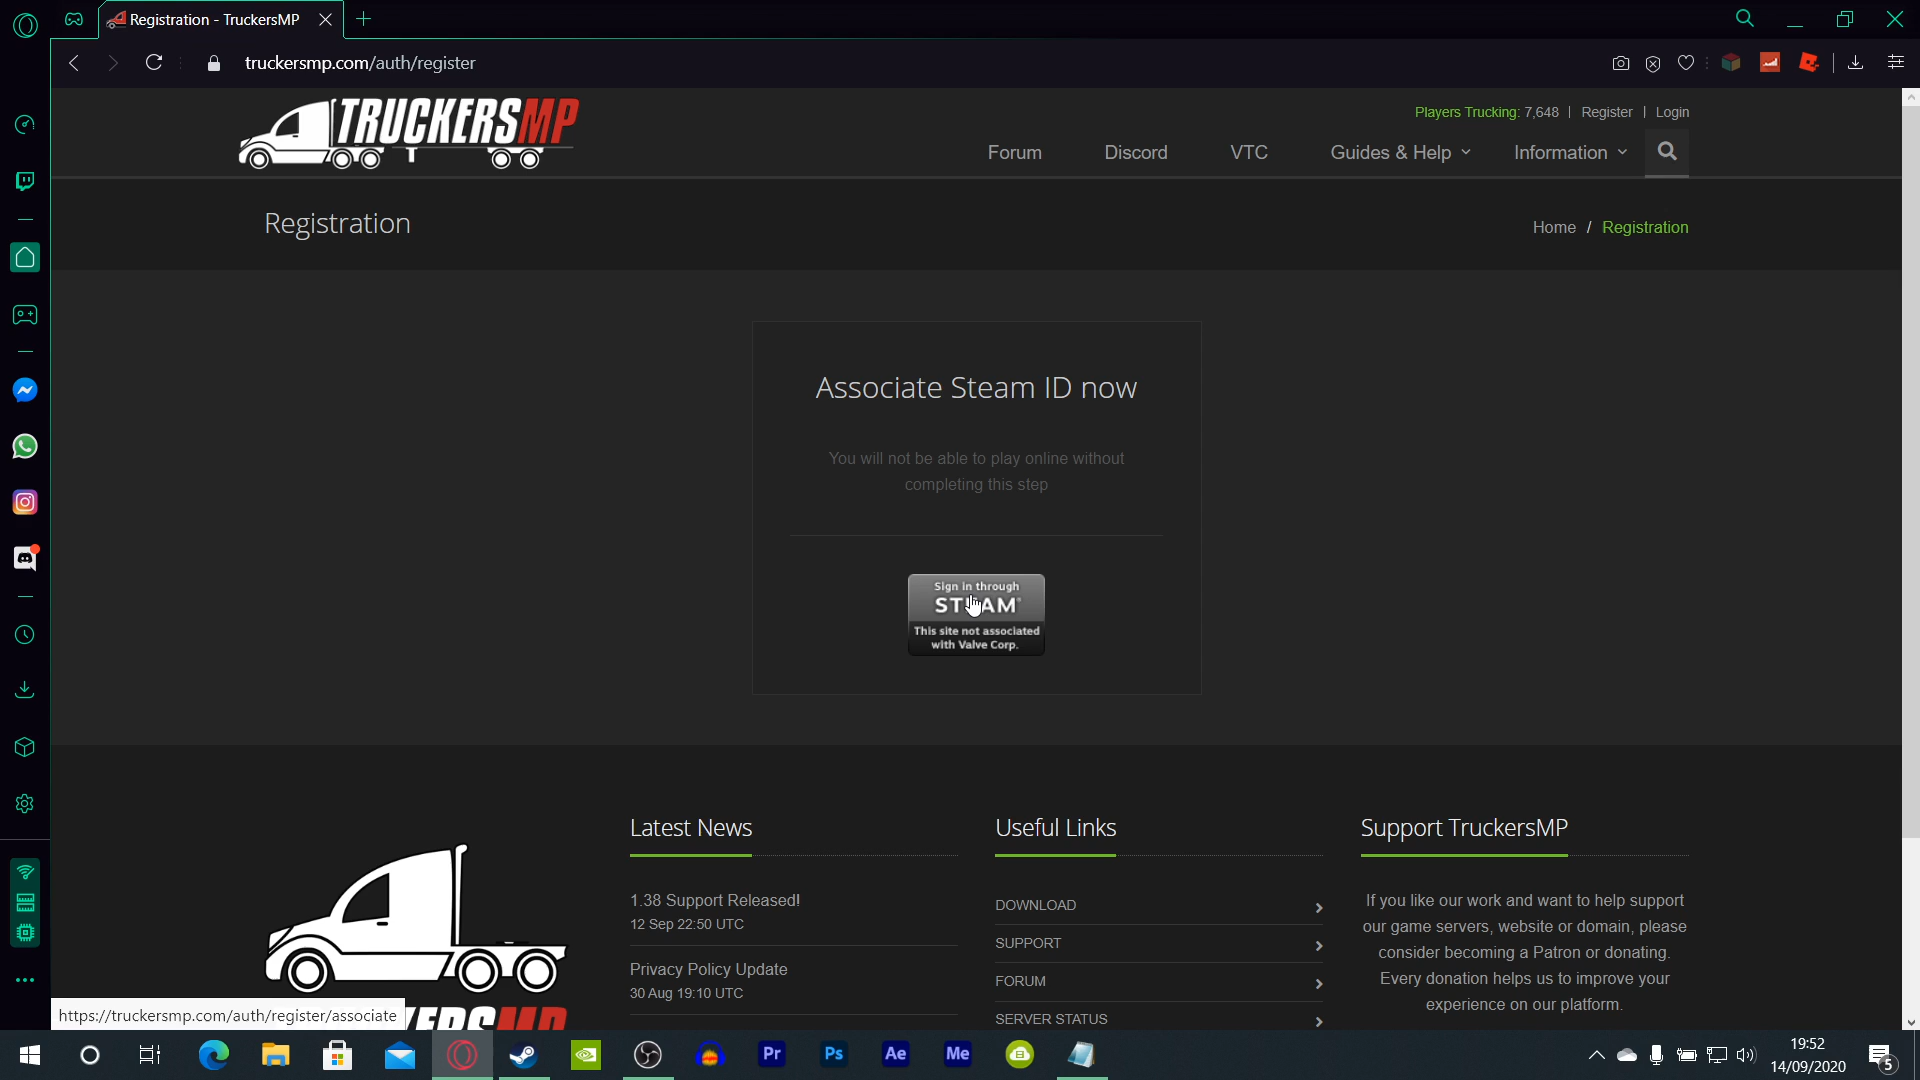 Registration - TruckersMP
truckersmp.com/auth/register
TRUCKERSMP
Players Trucking: 7,648 | Register | Login
Forum Discord VTC Guides & Help Information
Registration
Home / Registration
Associate Steam ID now
You will not be able to play online without
completing this step
Sign in through
STEAM®
This site not associated
with Valve Corp.
Latest News
1.38 Support Released!
12 Sep 22:50 UTC
Privacy Policy Update
30 Aug 19:10 UTC
Useful Links
DOWNLOAD
SUPPORT
FORUM
SERVER STATUS
Support TruckersMP
If you like our work and want to help support
our game servers, website or domain, please
consider becoming a Patron or donating.
Every donation helps us to improve your
experience on our platform.
https://truckersmp.com/auth/register/associate
Pr Ps Ae Me
19:52
14/09/2020
5